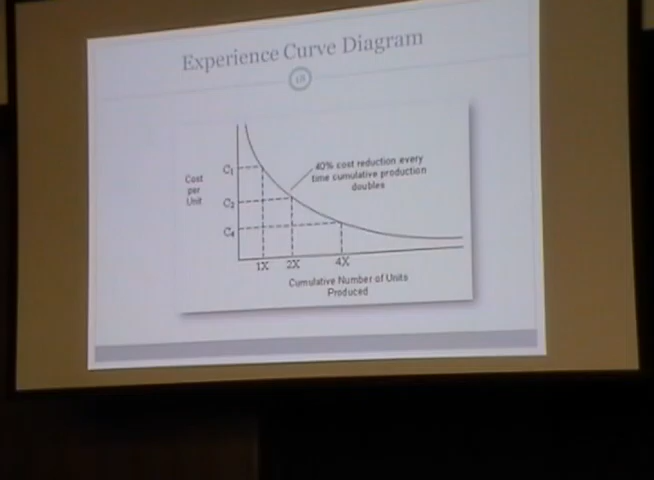 Experience Curve Diagram
18
Cost
per
Unit
C1
C2
C4
40% cost reduction every
time cumulative production
doubles
1X 2X 4X
Cumulative Number of Units
Produced